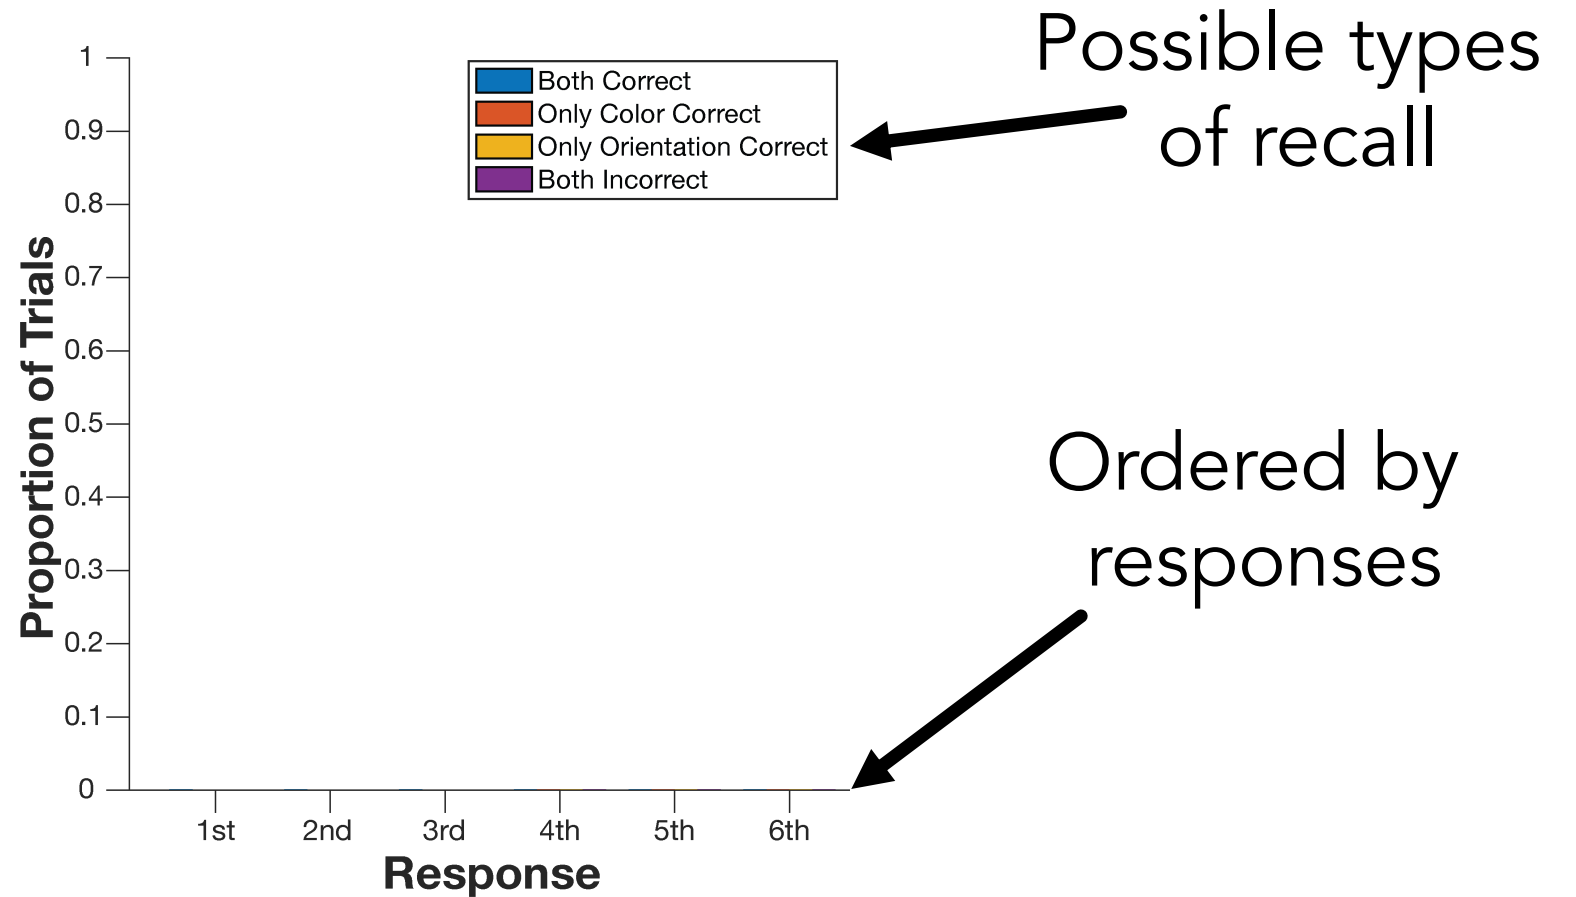 Possible types
of recall
1
0.9
0.8
0.7
0.6
0.5
0.4
0.3
0.2
0.1
0
Proportion of Trials
Both Correct
Only Color Correct
Only Orientation Correct
Both Incorrect
Ordered by
responses
1st 2nd 3rd 4th 5th 6th
Response